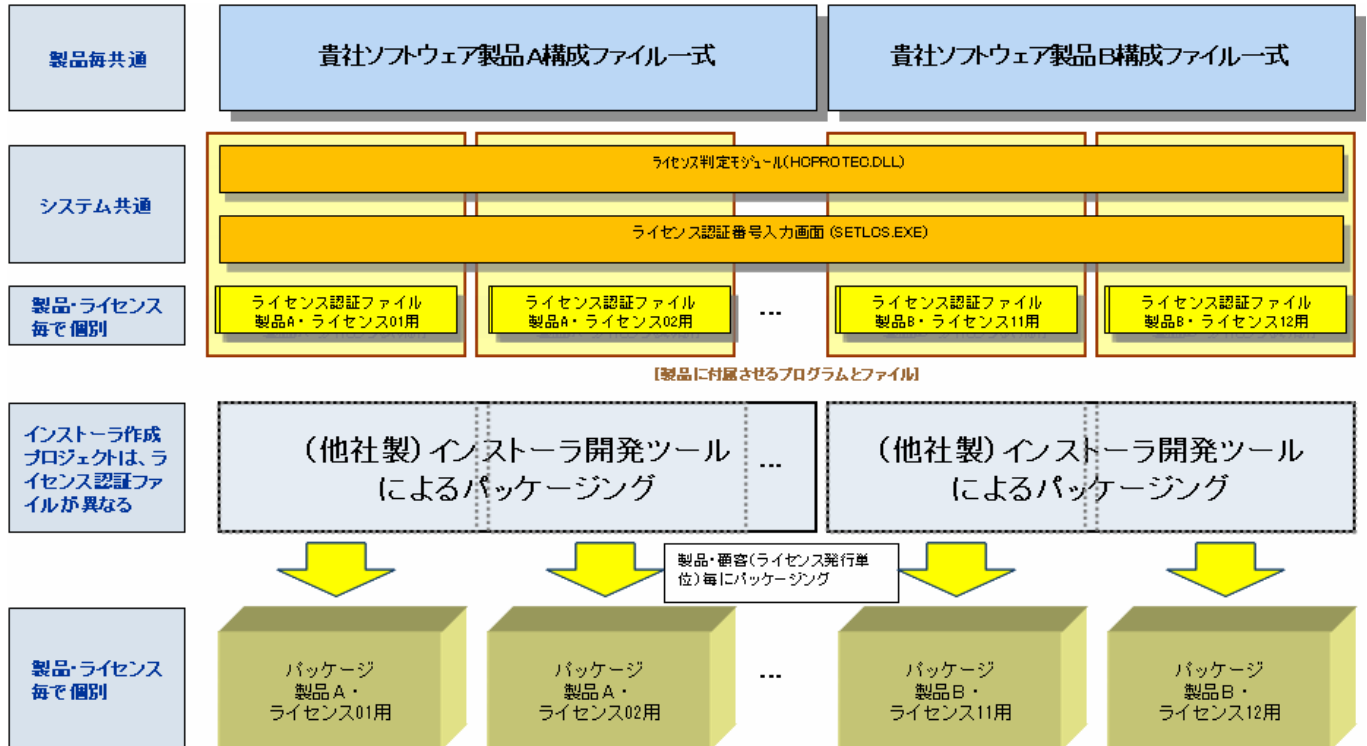 製品毎共通
貴社ソフトウェア製品A構成ファイル一式
貴社ソフトウェア製品B構成ファイル一式
システム共通
ライセンス判定モジュール(HCPROTEC.DLL)
ライセンス認証番号入力画面(SETLCS.EXE)
製品・ライセンス
毎で個別
ライセンス認証ファイル
製品A・ライセンス01用
ライセンス認証ファイル
製品A・ライセンス02用
...
ライセンス認証ファイル
製品B・ライセンス11用
ライセンス認証ファイル
製品B・ライセンス12用
[製品に付属させるプログラムとファイル]
インストーラ作成
プロジェクトは、ラ
イセンス認証ファ
イルが異なる
(他社製)インストーラ開発ツール
によるパッケージング
...
(他社製)インストーラ開発ツール
によるパッケージング
製品・顧客(ライセンス発行単
位)毎にパッケージング
製品・ライセンス
毎で個別
パッケージ
製品A・
ライセンス01用
パッケージ
製品A・
ライセンス02用
...
パッケージ
製品B・
ライセンス11用
パッケージ
製品B・
ライセンス12用